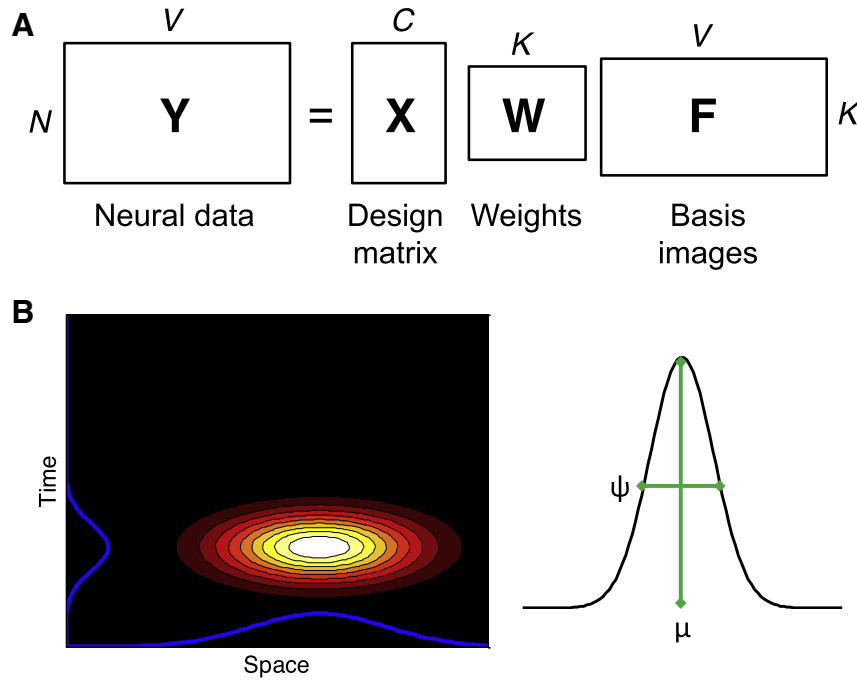 A
V
C
K
V
N
Y
=
X
W
F
K
Neural data
Design
matrix
Weights
Basis
images
B
Time
Space
ψ
μ